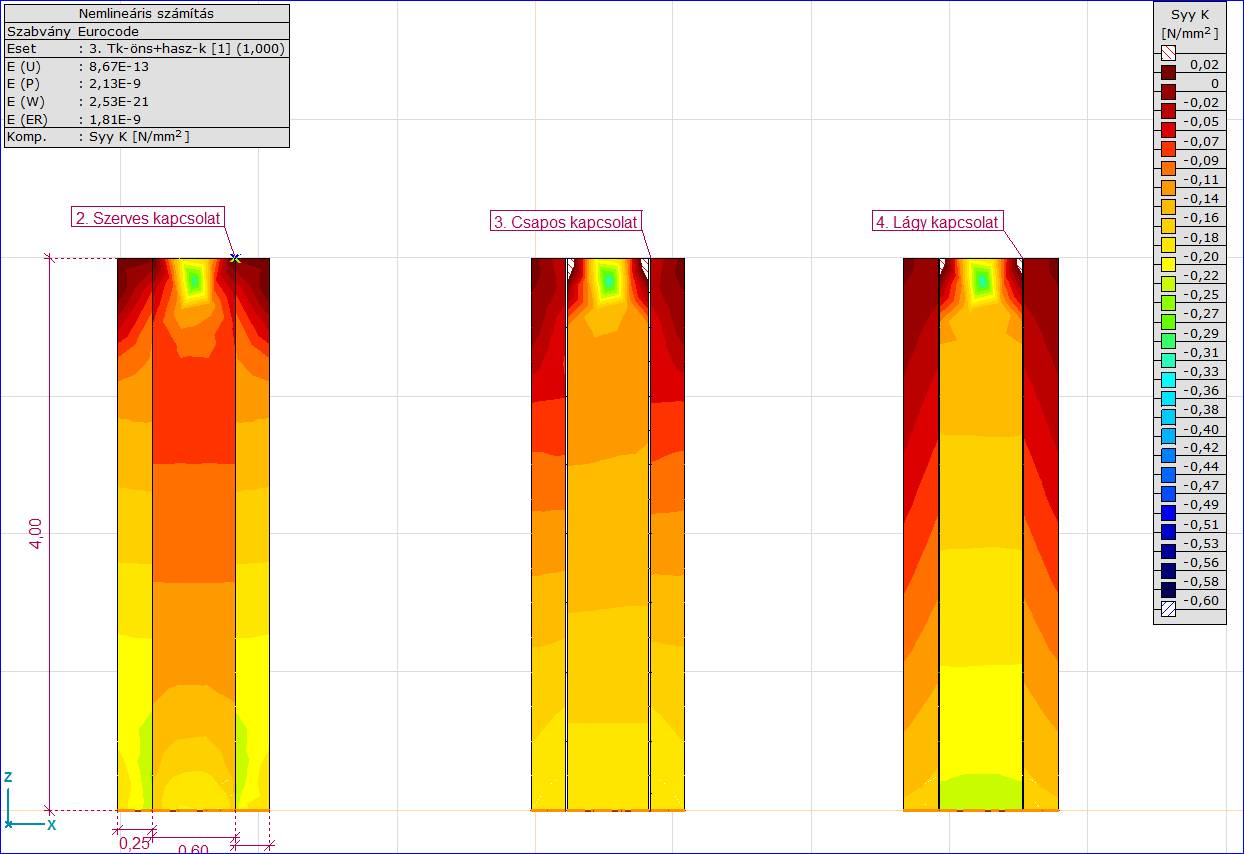 Nemlineáris számítás
Szabvány Eurocode
Eset : 3. Tk-öns+hasz-k [1] (1,000)
E (U) : 8,67E-13
E (P) : 2,13E-9
E (W) : 2,53E-21
E (ER) : 1,81E-9
Komp. : Syy K [N/mm²]
Syy K
[N/mm²]
0,02
0
-0,02
-0,05
-0,07
-0,09
-0,11
-0,14
-0,16
-0,18
-0,20
-0,22
-0,25
-0,27
-0,29
-0,31
-0,33
-0,36
-0,38
-0,40
-0,42
-0,44
-0,47
-0,49
-0,51
-0,53
-0,56
-0,58
-0,60
2. Szerves kapcsolat
3. Csapos kapcsolat
4. Lágy kapcsolat
4,00
Z
X
0,25
0,60